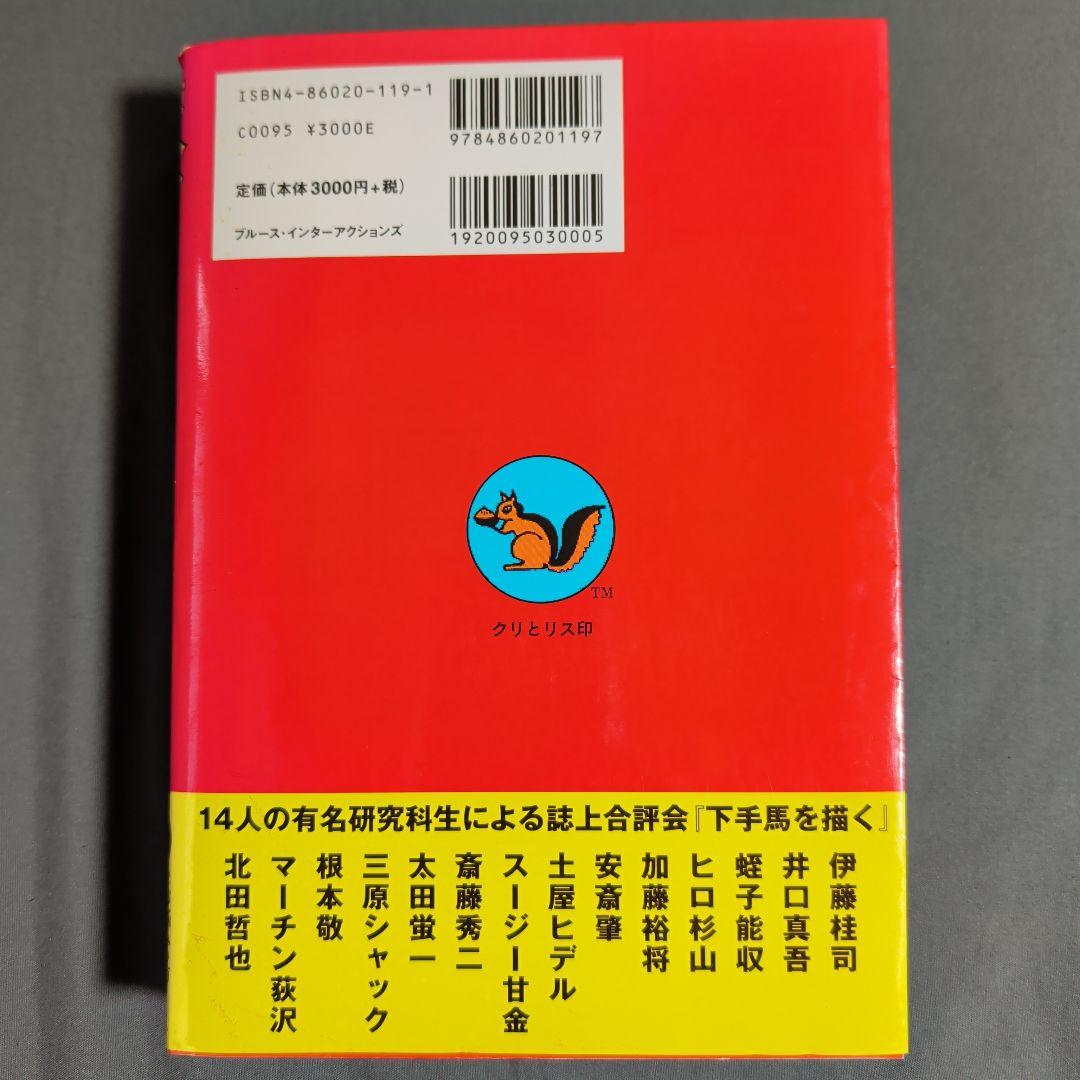 ISBN4-86020-119-1
C0095 ¥3000E
9784860201197
定価(本体3000円+税)
ブルース・インターアクションズ
1920095030005
TM
クリとリス印
14人の有名研究科生による誌上合評会『下手馬を描く』
伊藤桂司
井口真吾
蛭子能収
ヒロ杉山
加藤裕将
安斎肇
土屋ヒデル
スージー甘金
斎藤秀二
太田蛍一
三原シャック
根本敬
マーチン荻沢
北田哲也